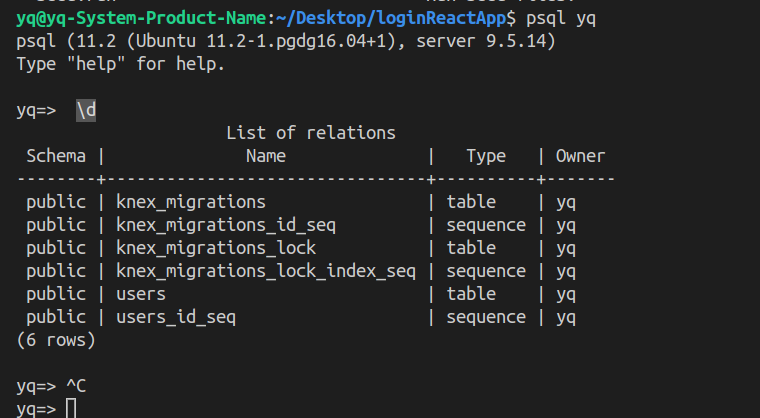 yq@yq-System-Product-Name:~/Desktop/loginReactApp$ psql yq
psql (11.2 (Ubuntu 11.2-1.pgdg16.04+1), server 9.5.14)
Type "help" for help.

yq=>  \d
                     List of relations
 Schema |              Name              |   Type   | Owner
--------+--------------------------------+----------+-------
 public | knex_migrations                | table    | yq
 public | knex_migrations_id_seq         | sequence | yq
 public | knex_migrations_lock           | table    | yq
 public | knex_migrations_lock_index_seq | sequence | yq
 public | users                          | table    | yq
 public | users_id_seq                   | sequence | yq
(6 rows)

yq=> ^C
yq=>